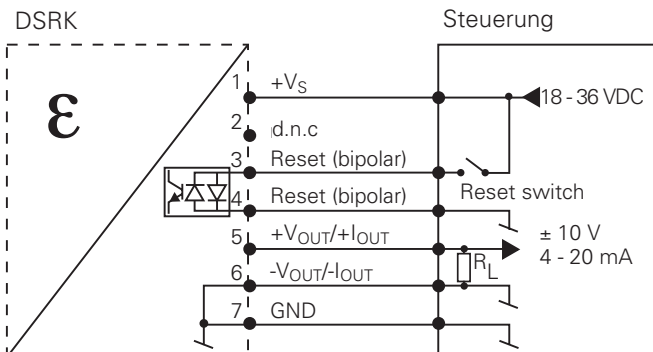 DSRK
Steuerung
ε
1 +VS
18 - 36 VDC
2 d.n.c
3 Reset (bipolar)
Reset switch
4 Reset (bipolar)
5 +VOUT/+IOUT
± 10 V
4 - 20 mA
RL
6 -VOUT/-IOUT
7 GND